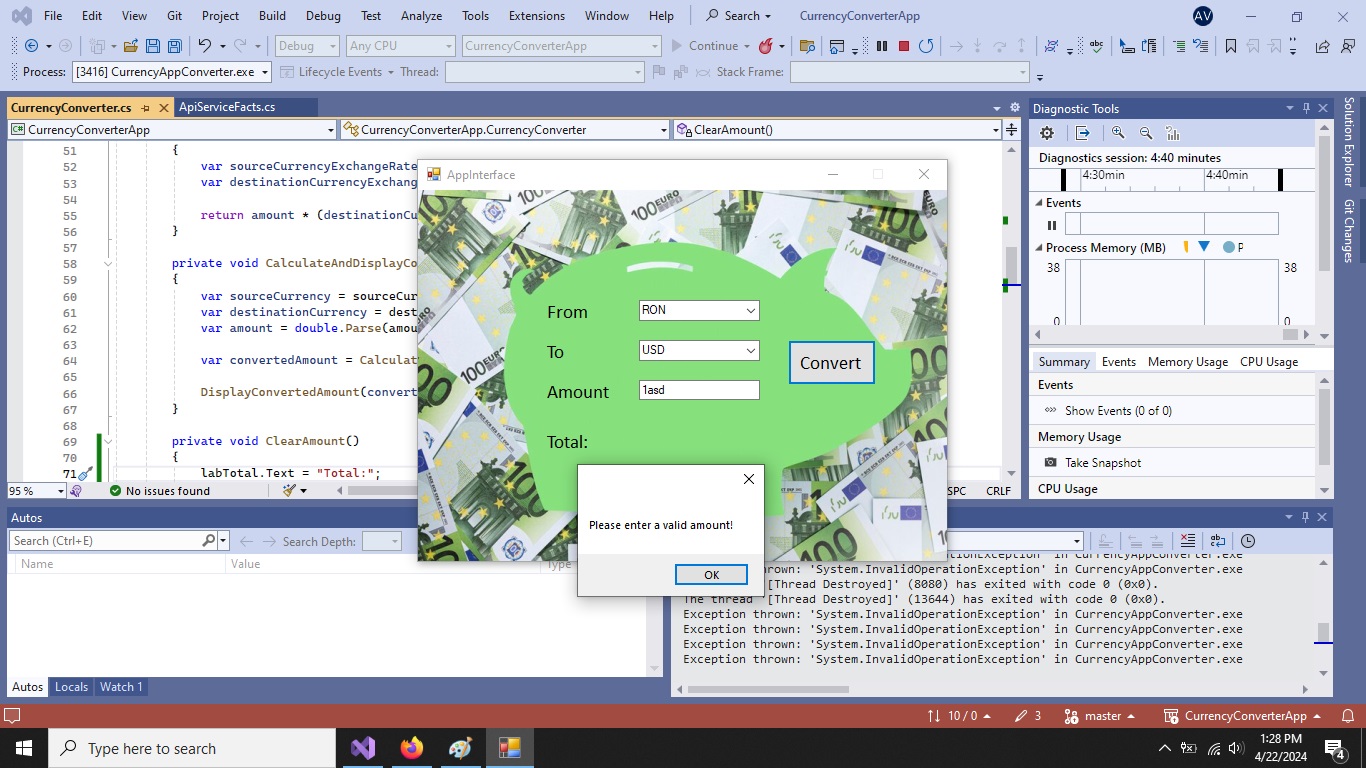 File Edit View Git Project Build Debug Test Analyze Tools Extensions Window Help Search CurrencyConverterApp AV
Debug Any CPU CurrencyConverterApp Continue
Process: [3416] CurrencyAppConverter.exe Lifecycle Events Thread: Stack Frame:
CurrencyConverter.cs ApiServiceFacts.cs
CurrencyConverterApp CurrencyConverterApp.CurrencyConverter ClearAmount()
51 {
52 var sourceCurrencyExchangeRate
53 var destinationCurrencyExchang
54
55 return amount * (destinationCu
56 }
57
58 private void CalculateAndDisplayCo
59 {
60 var sourceCurrency = sourceCur
61 var destinationCurrency = dest
62 var amount = double.Parse(amou
63
64 var convertedAmount = Calculat
65
66 DisplayConvertedAmount(convert
67 }
68
69 private void ClearAmount()
70 {
71 labTotal.Text = "Total:";
95 % No issues found SPC CRLF
AppInterface
From RON
To USD
Convert
Amount 1asd
Total:
Please enter a valid amount!
OK
Diagnostic Tools
Diagnostics session: 4:40 minutes
4:30min 4:40min
Events
Process Memory (MB) P
38 38
0 0
Summary Events Memory Usage CPU Usage
Events
Show Events (0 of 0)
Memory Usage
Take Snapshot
CPU Usage
Solution Explorer
Git Changes
Autos
Search (Ctrl+E) Search Depth:
Name Value Type
Autos Locals Watch 1
thrown: 'System.InvalidOperationException' in CurrencyAppConverter.exe
'[Thread Destroyed]' (8080) has exited with code 0 (0x0).
The thread '[Thread Destroyed]' (13644) has exited with code 0 (0x0).
Exception thrown: 'System.InvalidOperationException' in CurrencyAppConverter.exe
Exception thrown: 'System.InvalidOperationException' in CurrencyAppConverter.exe
Exception thrown: 'System.InvalidOperationException' in CurrencyAppConverter.exe
Exception thrown: 'System.InvalidOperationException' in CurrencyAppConverter.exe
10 / 0 3 master CurrencyConverterApp
Type here to search
1:28 PM
4/22/2024
4